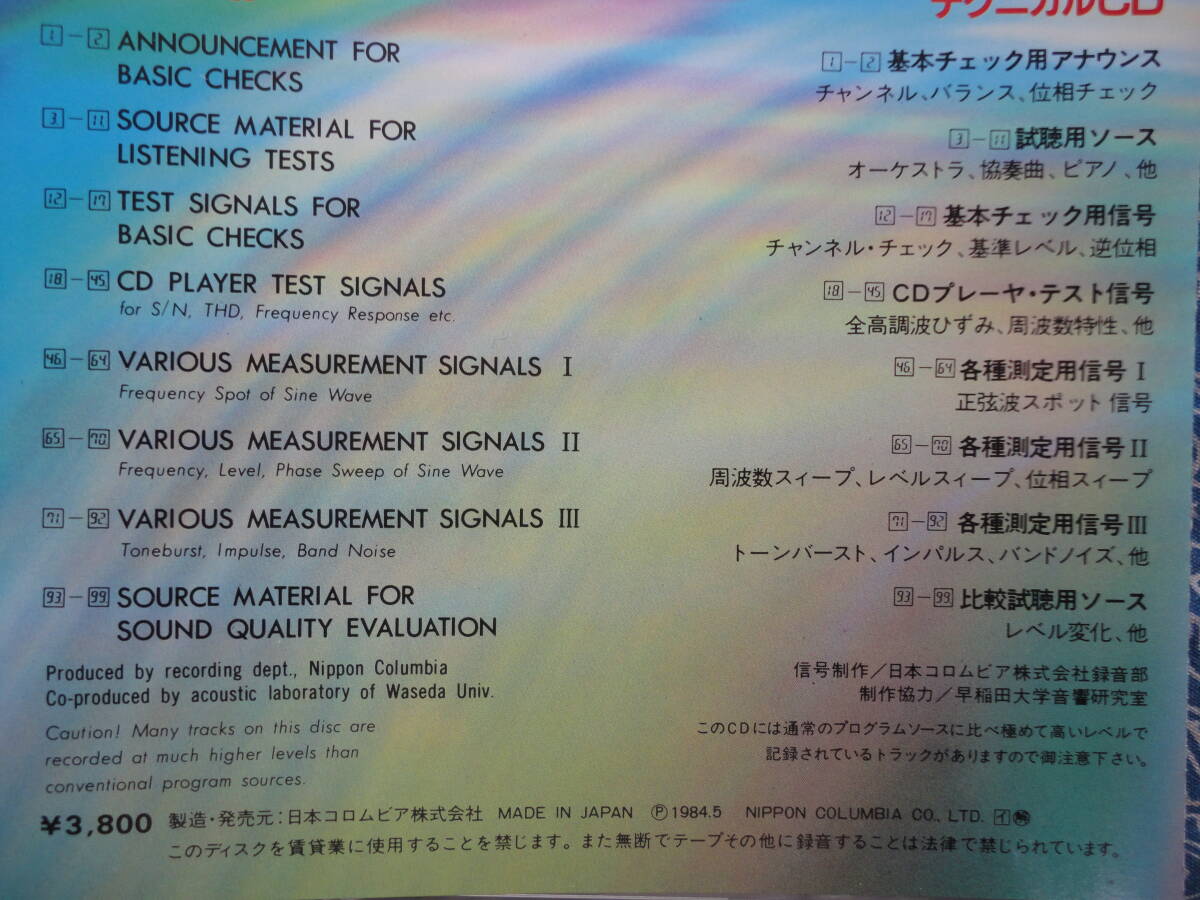 テクニカルCD
1－2 ANNOUNCEMENT FOR
BASIC CHECKS
3－11 SOURCE MATERIAL FOR
LISTENING TESTS
12－17 TEST SIGNALS FOR
BASIC CHECKS
18－45 CD PLAYER TEST SIGNALS
for S/N, THD, Frequency Response etc.
46－64 VARIOUS MEASUREMENT SIGNALS I
Frequency Spot of Sine Wave
65－70 VARIOUS MEASUREMENT SIGNALS II
Frequency, Level, Phase Sweep of Sine Wave
71－92 VARIOUS MEASUREMENT SIGNALS III
Toneburst, Impulse, Band Noise
93－99 SOURCE MATERIAL FOR
SOUND QUALITY EVALUATION
Produced by recording dept., Nippon Columbia
Co-produced by acoustic laboratory of Waseda Univ.
Caution! Many tracks on this disc are
recorded at much higher levels than
conventional program sources.
1－2 基本チェック用アナウンス
チャンネル、バランス、位相チェック
3－11 試聴用ソース
オーケストラ、協奏曲、ピアノ、他
12－17 基本チェック用信号
チャンネル・チェック、基準レベル、逆位相
18－45 CDプレーヤ・テスト信号
全高調波ひずみ、周波数特性、他
46－64 各種測定用信号 I
正弦波スポット信号
65－70 各種測定用信号 II
周波数スィープ、レベルスィープ、位相スィープ
71－92 各種測定用信号 III
トーンバースト、インパルス、バンドノイズ、他
93－99 比較試聴用ソース
レベル変化、他
信号制作／日本コロムビア株式会社録音部
制作協力／早稲田大学音響研究室
このCDには通常のプログラムソースに比べ極めて高いレベルで
記録されているトラックがありますので御注意下さい。
¥3,800 製造・発売元：日本コロムビア株式会社 MADE IN JAPAN Ⓟ1984.5 NIPPON COLUMBIA CO., LTD. イ
このディスクを賃貸業に使用することを禁じます。また無断でテープその他に録音することは法律で禁じられています。